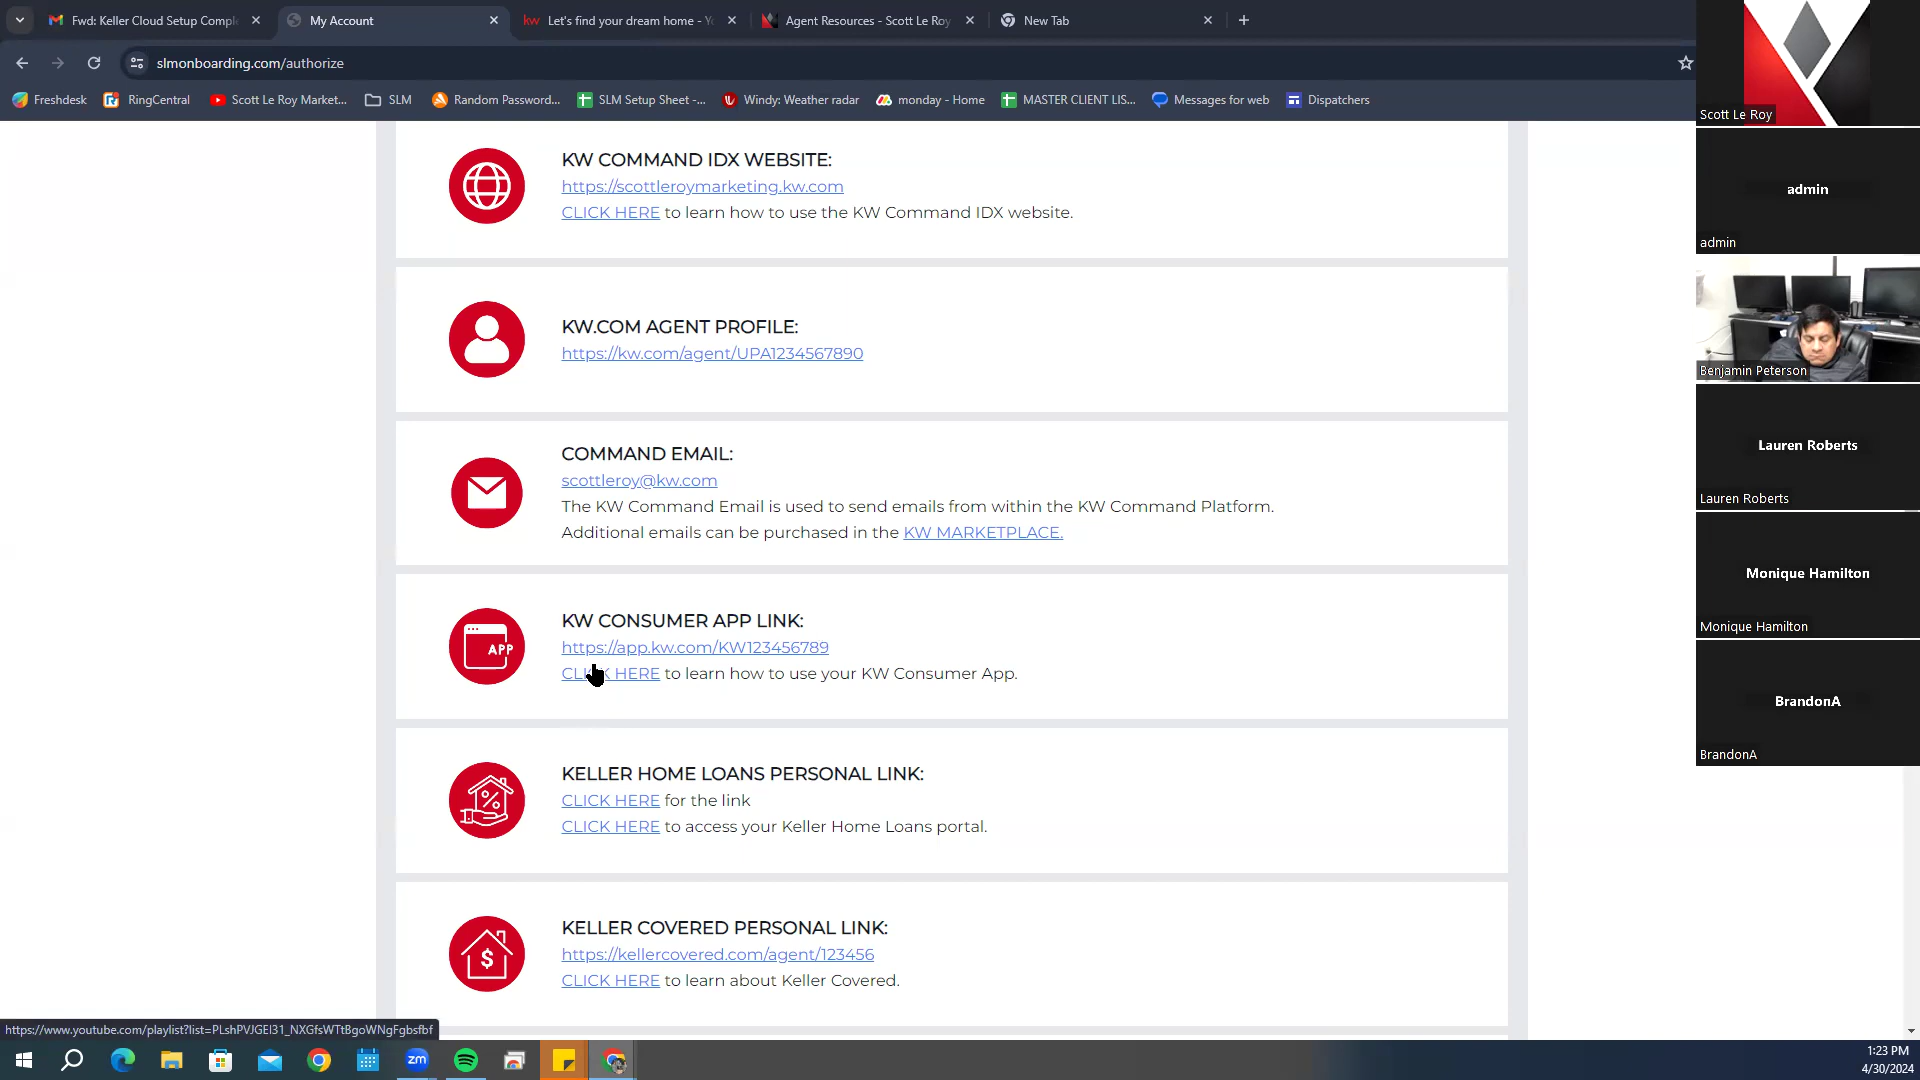 Fwd: Keller Cloud Setup Compl
My Account
kw Let's find your dream home - Y
Agent Resources - Scott Le Roy
New Tab
slmonboarding.com/authorize
Freshdesk
RingCentral
Scott Le Roy Market...
SLM
Random Password...
SLM Setup Sheet -...
Windy: Weather radar
monday - Home
MASTER CLIENT LIS...
Messages for web
Dispatchers
KW COMMAND IDX WEBSITE:
https://scottleroymarketing.kw.com
CLICK HERE to learn how to use the KW Command IDX website.
KW.COM AGENT PROFILE:
https://kw.com/agent/UPA1234567890
COMMAND EMAIL:
scottleroy@kw.com
The KW Command Email is used to send emails from within the KW Command Platform.
Additional emails can be purchased in the KW MARKETPLACE.
APP
KW CONSUMER APP LINK:
https://app.kw.com/KW123456789
CLICK HERE to learn how to use your KW Consumer App.
KELLER HOME LOANS PERSONAL LINK:
CLICK HERE for the link
CLICK HERE to access your Keller Home Loans portal.
KELLER COVERED PERSONAL LINK:
https://kellercovered.com/agent/123456
CLICK HERE to learn about Keller Covered.
Scott Le Roy
admin
admin
Benjamin Peterson
Lauren Roberts
Lauren Roberts
Monique Hamilton
Monique Hamilton
BrandonA
BrandonA
zm
1:23 PM
4/30/2024